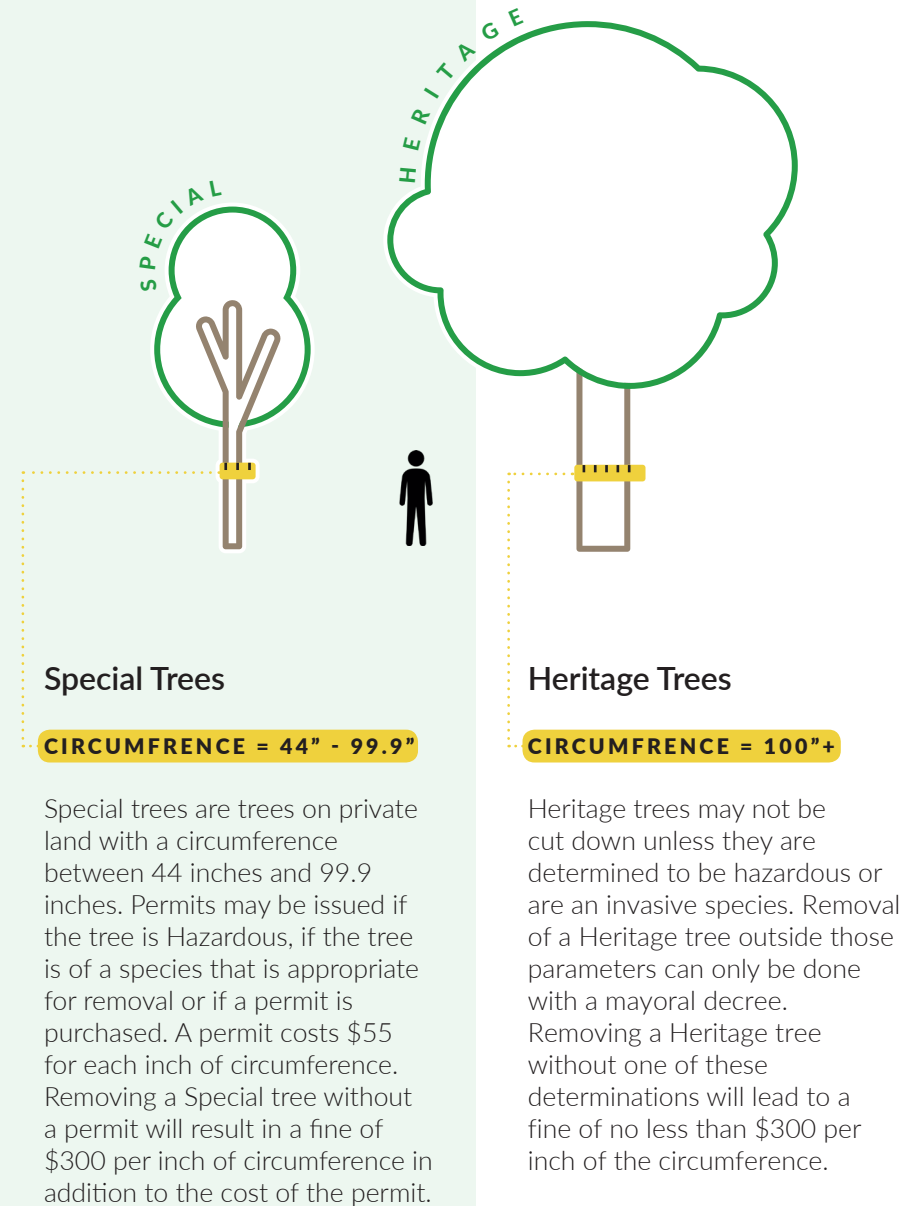 HERITAGE
SPECIAL
Special Trees
CIRCUMFRENCE = 44” - 99.9”
Special trees are trees on private
land with a circumference
between 44 inches and 99.9
inches. Permits may be issued if
the tree is Hazardous, if the tree
is of a species that is appropriate
for removal or if a permit is
purchased. A permit costs $55
for each inch of circumference.
Removing a Special tree without
a permit will result in a fine of
$300 per inch of circumference in
addition to the cost of the permit.
Heritage Trees
CIRCUMFRENCE = 100”+
Heritage trees may not be
cut down unless they are
determined to be hazardous or
are an invasive species. Removal
of a Heritage tree outside those
parameters can only be done
with a mayoral decree.
Removing a Heritage tree
without one of these
determinations will lead to a
fine of no less than $300 per
inch of the circumference.